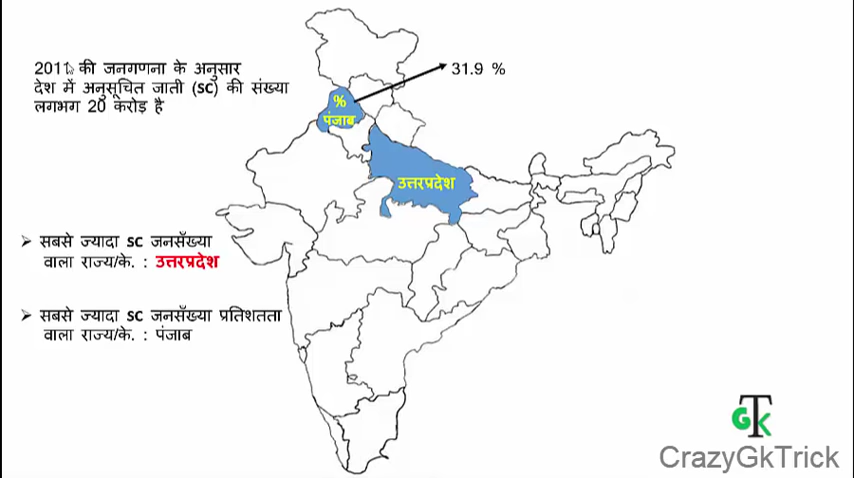 2011 की जनगणना के अनुसार
देश में अनुसूचित जाती (SC) की संख्या
लगभग 20 करोड़ है
31.9 %
%
पंजाब
उत्तरप्रदेश
➢ सबसे ज्यादा SC जनसँख्या
वाला राज्य/के. : उत्तरप्रदेश
➢ सबसे ज्यादा SC जनसँख्या प्रतिशतता
वाला राज्य/के. : पंजाब
GTK
CrazyGkTrick